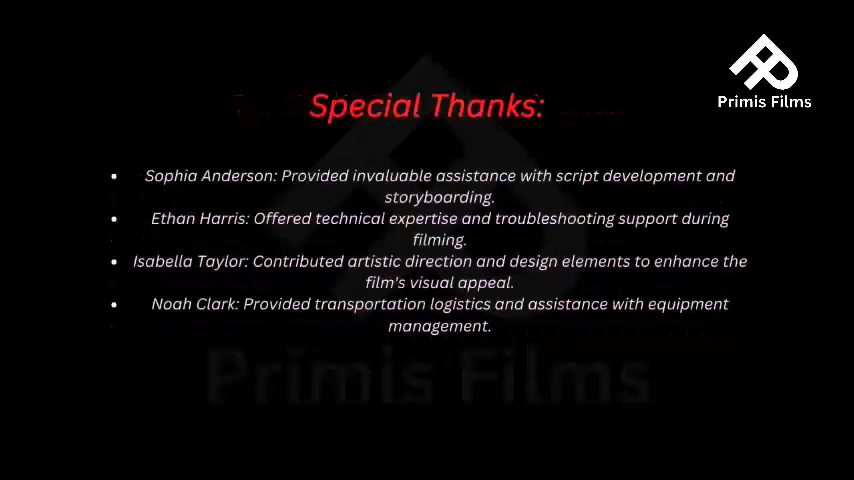 Primis Films
Special Thanks:
Sophia Anderson: Provided invaluable assistance with script development and
storyboarding.
Ethan Harris: Offered technical expertise and troubleshooting support during
filming.
Isabella Taylor: Contributed artistic direction and design elements to enhance the
film's visual appeal.
Noah Clark: Provided transportation logistics and assistance with equipment
management.
Primis Films